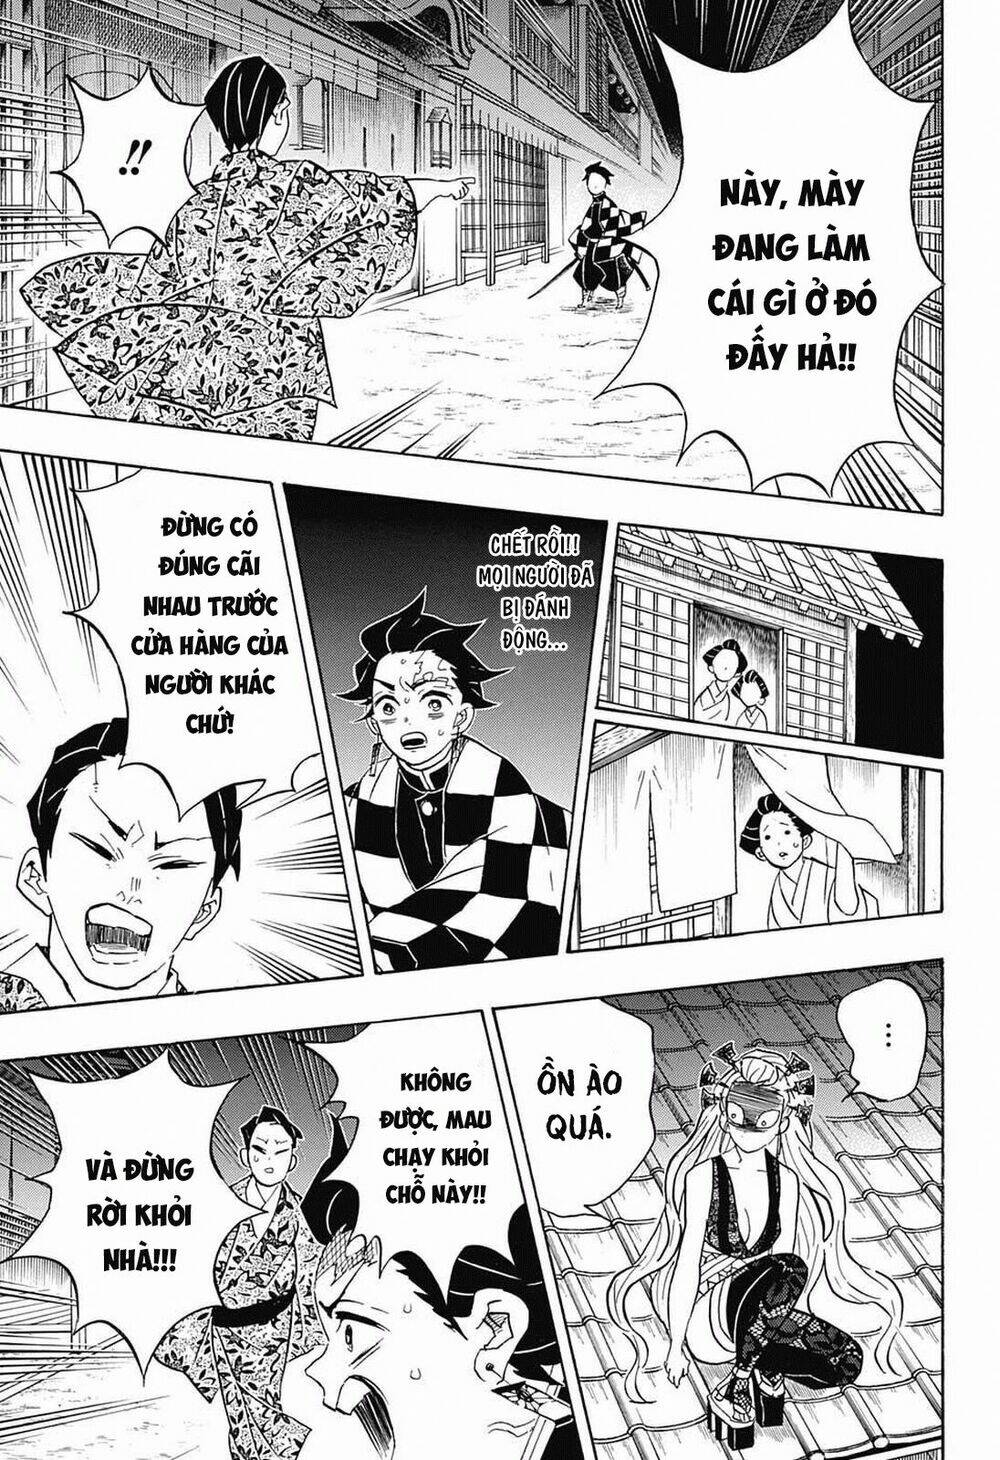 NÀY, MÀY
ĐANG LÀM
CÁI GÌ Ở ĐÓ
ĐẤY HẢ!!
!!
CHẾT RỒI!!
MỌI NGƯỜI ĐÃ
BỊ ĐÁNH
ĐỘNG...
ĐỪNG CÓ
ĐÚNG CÃI
NHAU TRƯỚC
CỬA HÀNG CỦA
NGƯỜI KHÁC
CHỨ!
...
ỒN ÀO
QUÁ.
KHÔNG
ĐƯỢC, MAU
CHẠY KHỎI
CHỖ NÀY!!
VÀ ĐỪNG
RỜI KHỎI
NHÀ!!!